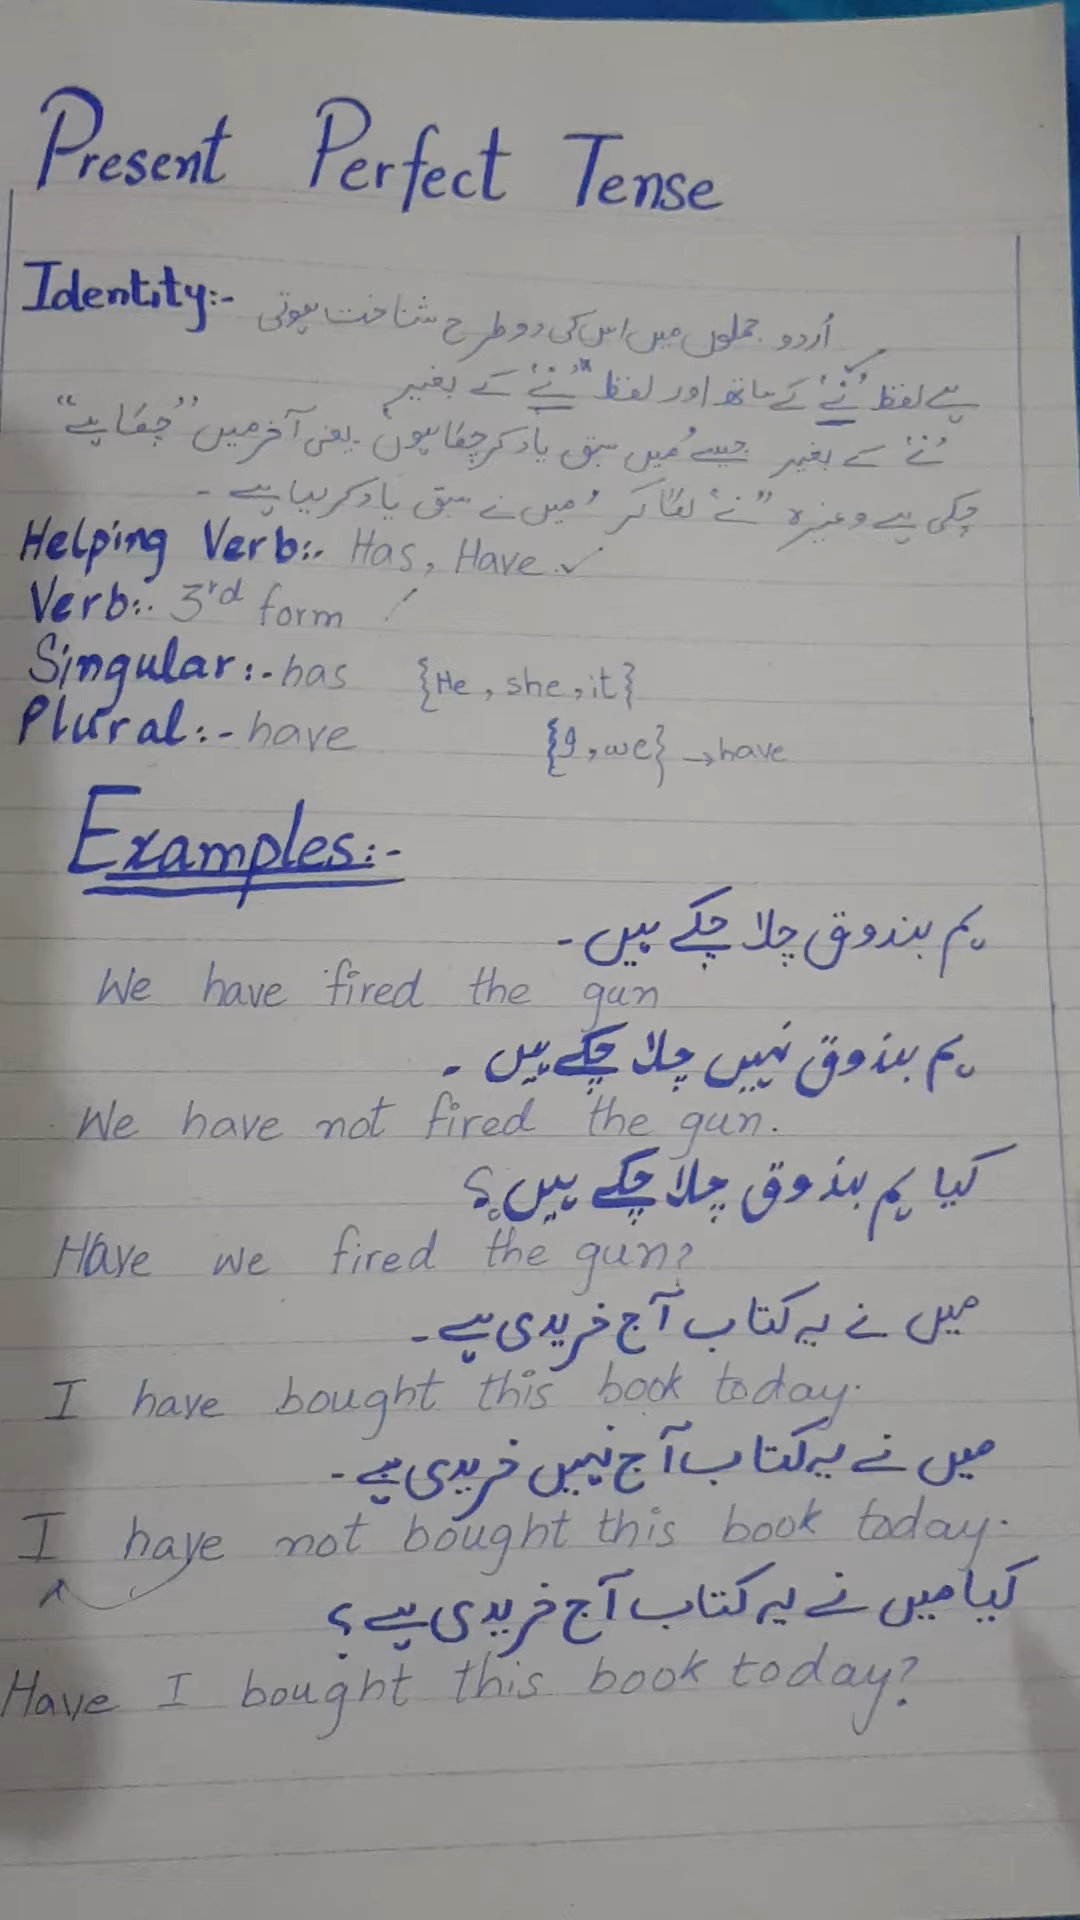 Present Perfect Tense
Identity:- اُردو جملوں میں اس کی دو طرح شناخت ہوتی
ہے لفظ ’نے‘ کے ساتھ اور لفظ ”نے‘ کے بغیر
’نے‘ کے بغیر جیسے ’میں سبق یاد کر چکا ہوں‘ یعنی آخر میں ”چکا ہے“
چکی ہے وغیرہ ”نے‘ لگا کر ’میں نے سبق یاد کر لیا ہے -
Helping Verb:- Has, Have ✓
Verb:- 3rd form
Singular:- has {He, she, it}
Plural:- have {I, we} → have
Examples:-
ہم بندوق چلا چکے ہیں -
We have fired the gun
ہم بندوق نہیں چلا چکے ہیں -
We have not fired the gun.
کیا ہم بندوق چلا چکے ہیں؟
Have we fired the gun?
میں نے یہ کتاب آج خریدی ہے -
I have bought this book today.
میں نے یہ کتاب آج نہیں خریدی ہے -
I have not bought this book today.
کیا میں نے یہ کتاب آج خریدی ہے؟
Have I bought this book today?